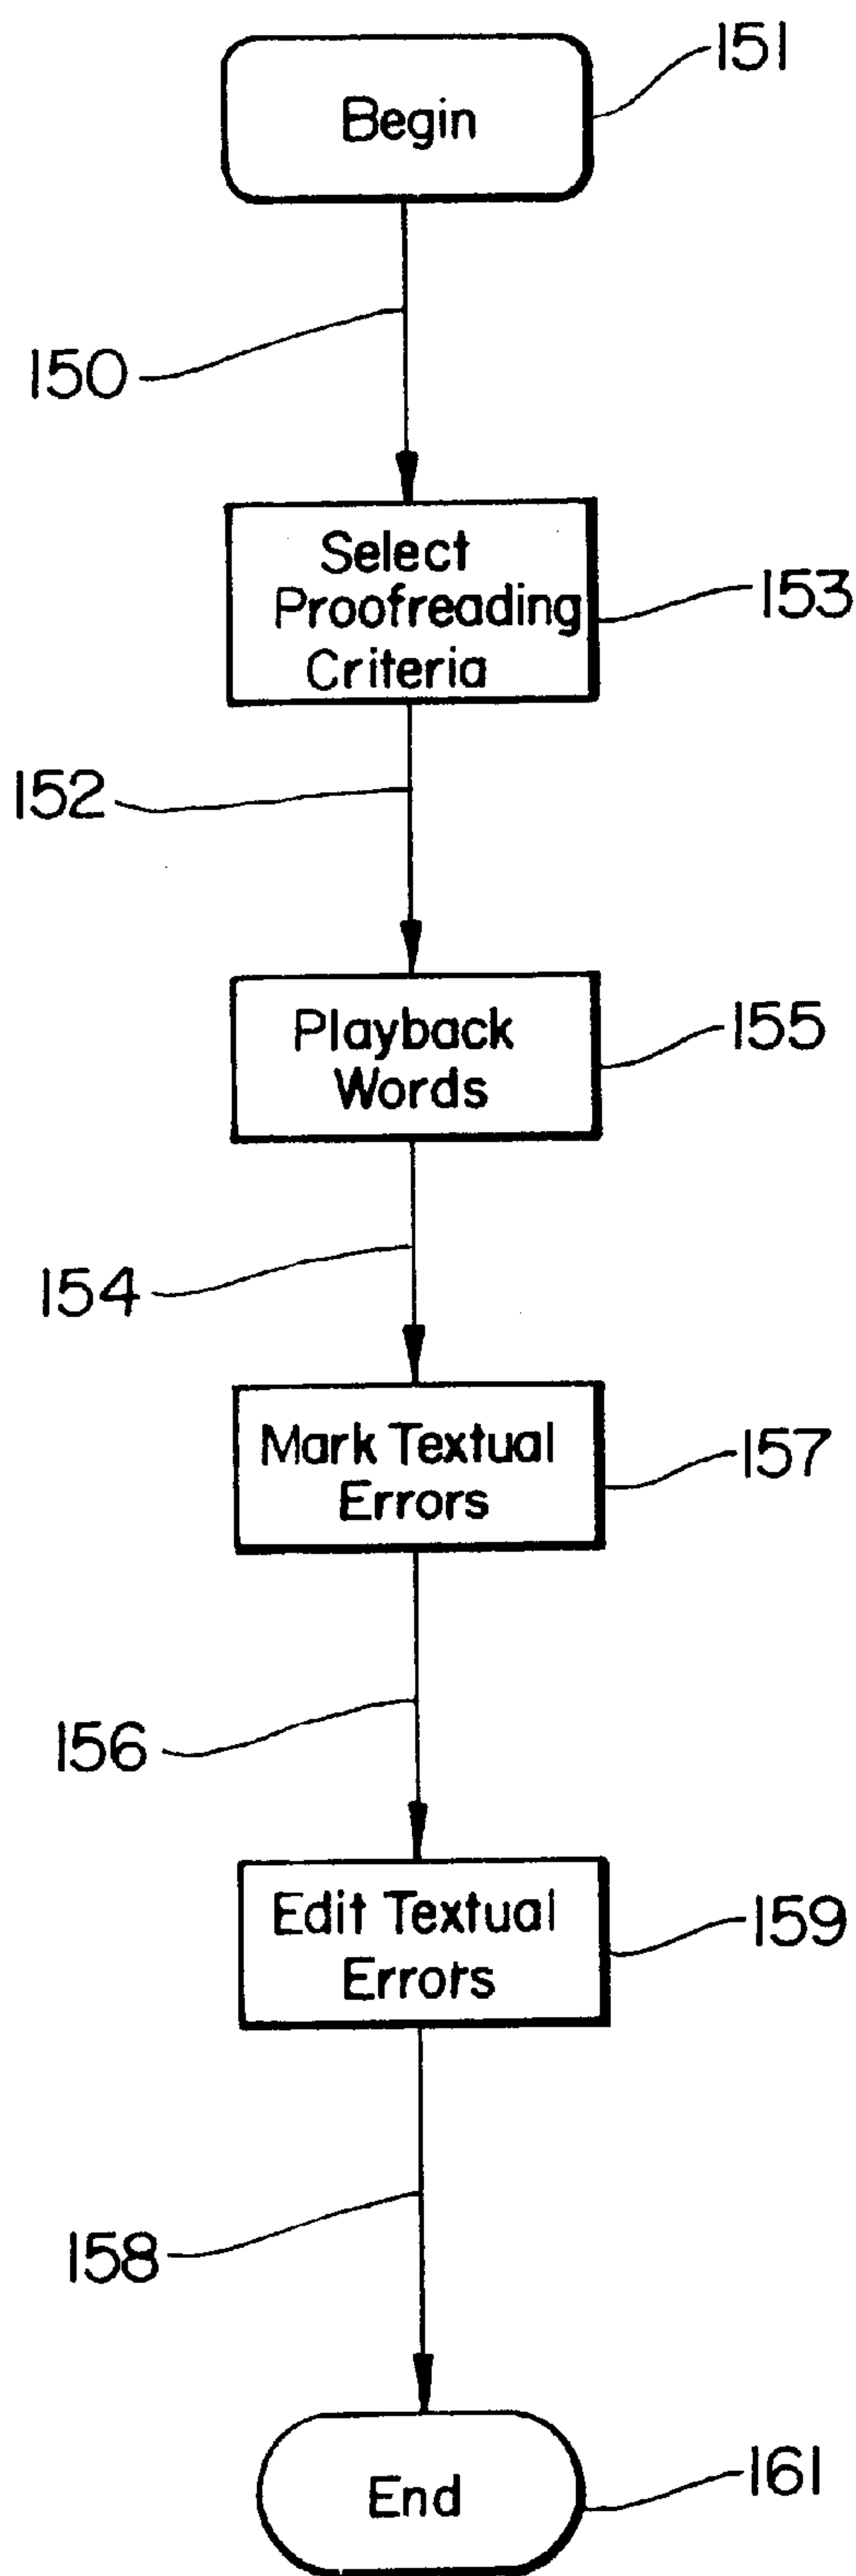 Begin
151
150
Select
Proofreading
Criteria
153
152
Playback
Words
155
154
Mark Textual
Errors
157
156
Edit Textual
Errors
159
158
End
161